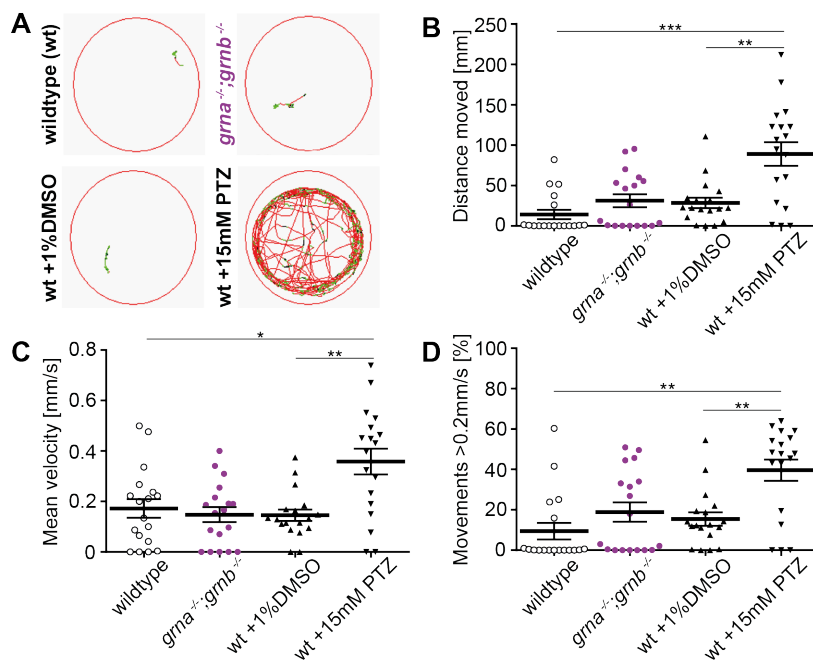 A
wildtype (wt)
grna-/-;grnb-/-
wt +1%DMSO
wt +15mM PTZ
B
Distance moved [mm]
250
200
150
100
50
0
***
**
wildtype
grna-/-;grnb-/-
wt +1%DMSO
wt +15mM PTZ
C
Mean velocity [mm/s]
0.8
0.6
0.4
0.2
0
*
**
wildtype
grna-/-;grnb-/-
wt +1%DMSO
wt +15mM PTZ
D
Movements >0.2mm/s [%]
100
80
60
40
20
0
**
**
wildtype
grna-/-;grnb-/-
wt +1%DMSO
wt +15mM PTZ